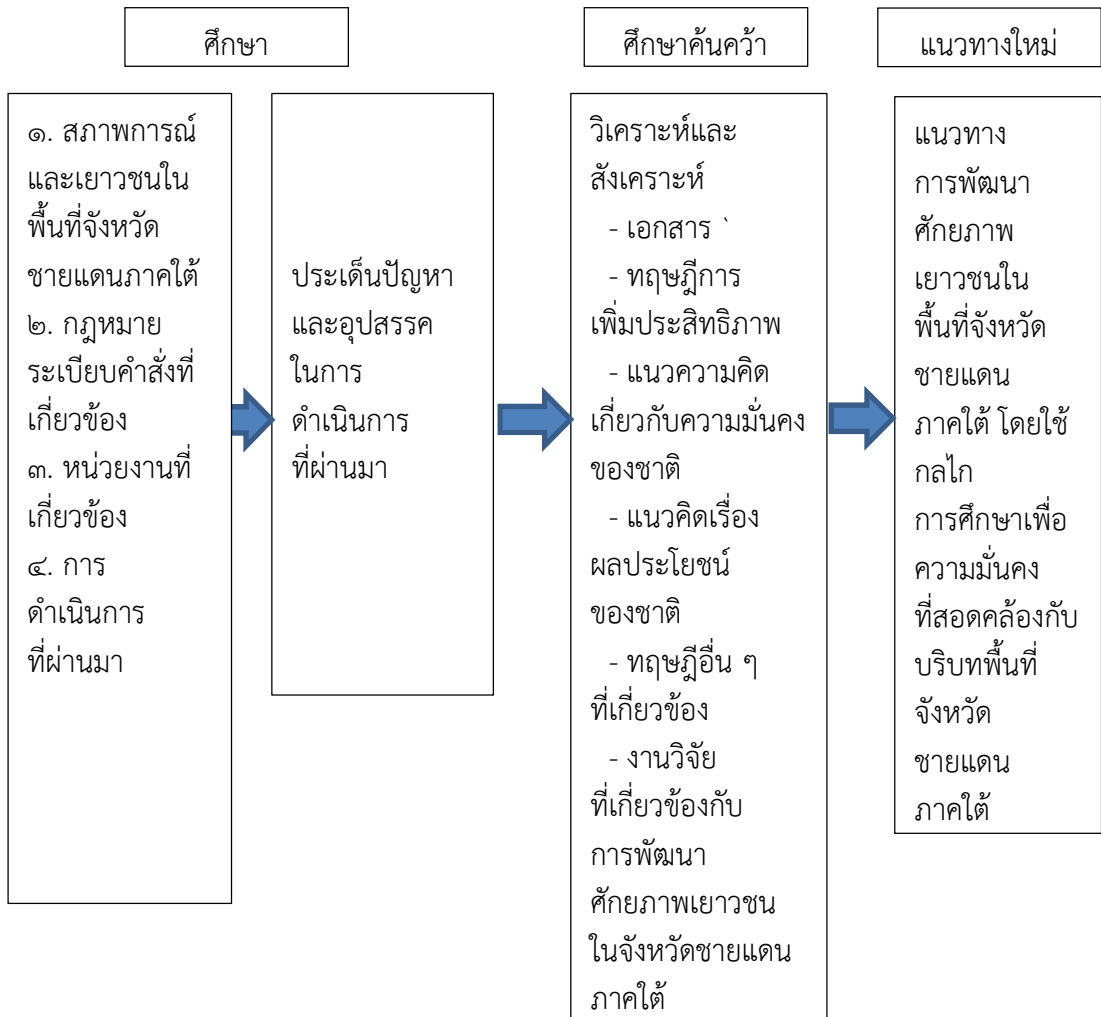 ศึกษา
ศึกษาค้นคว้า
แนวทางใหม่
๑. สภาพการณ์
และเยาวชนใน
พื้นที่จังหวัด
ชายแดนภาคใต้
๒. กฎหมาย
ระเบียบคำสั่งที่
เกี่ยวข้อง
๓. หน่วยงานที่
เกี่ยวข้อง
๔. การ
ดำเนินการ
ที่ผ่านมา
ประเด็นปัญหา
และอุปสรรค
ในการ
ดำเนินการ
ที่ผ่านมา
วิเคราะห์และ
สังเคราะห์
- เอกสาร `
- ทฤษฎีการ
เพิ่มประสิทธิภาพ
- แนวความคิด
เกี่ยวกับความมั่นคง
ของชาติ
- แนวคิดเรื่อง
ผลประโยชน์
ของชาติ
- ทฤษฎีอื่น ๆ
ที่เกี่ยวข้อง
- งานวิจัย
ที่เกี่ยวข้องกับ
การพัฒนา
ศักยภาพเยาวชน
ในจังหวัดชายแดน
ภาคใต้
แนวทาง
การพัฒนา
ศักยภาพ
เยาวชนใน
พื้นที่จังหวัด
ชายแดน
ภาคใต้ โดยใช้
กลไก
การศึกษาเพื่อ
ความมั่นคง
ที่สอดคล้องกับ
บริบทพื้นที่
จังหวัด
ชายแดน
ภาคใต้